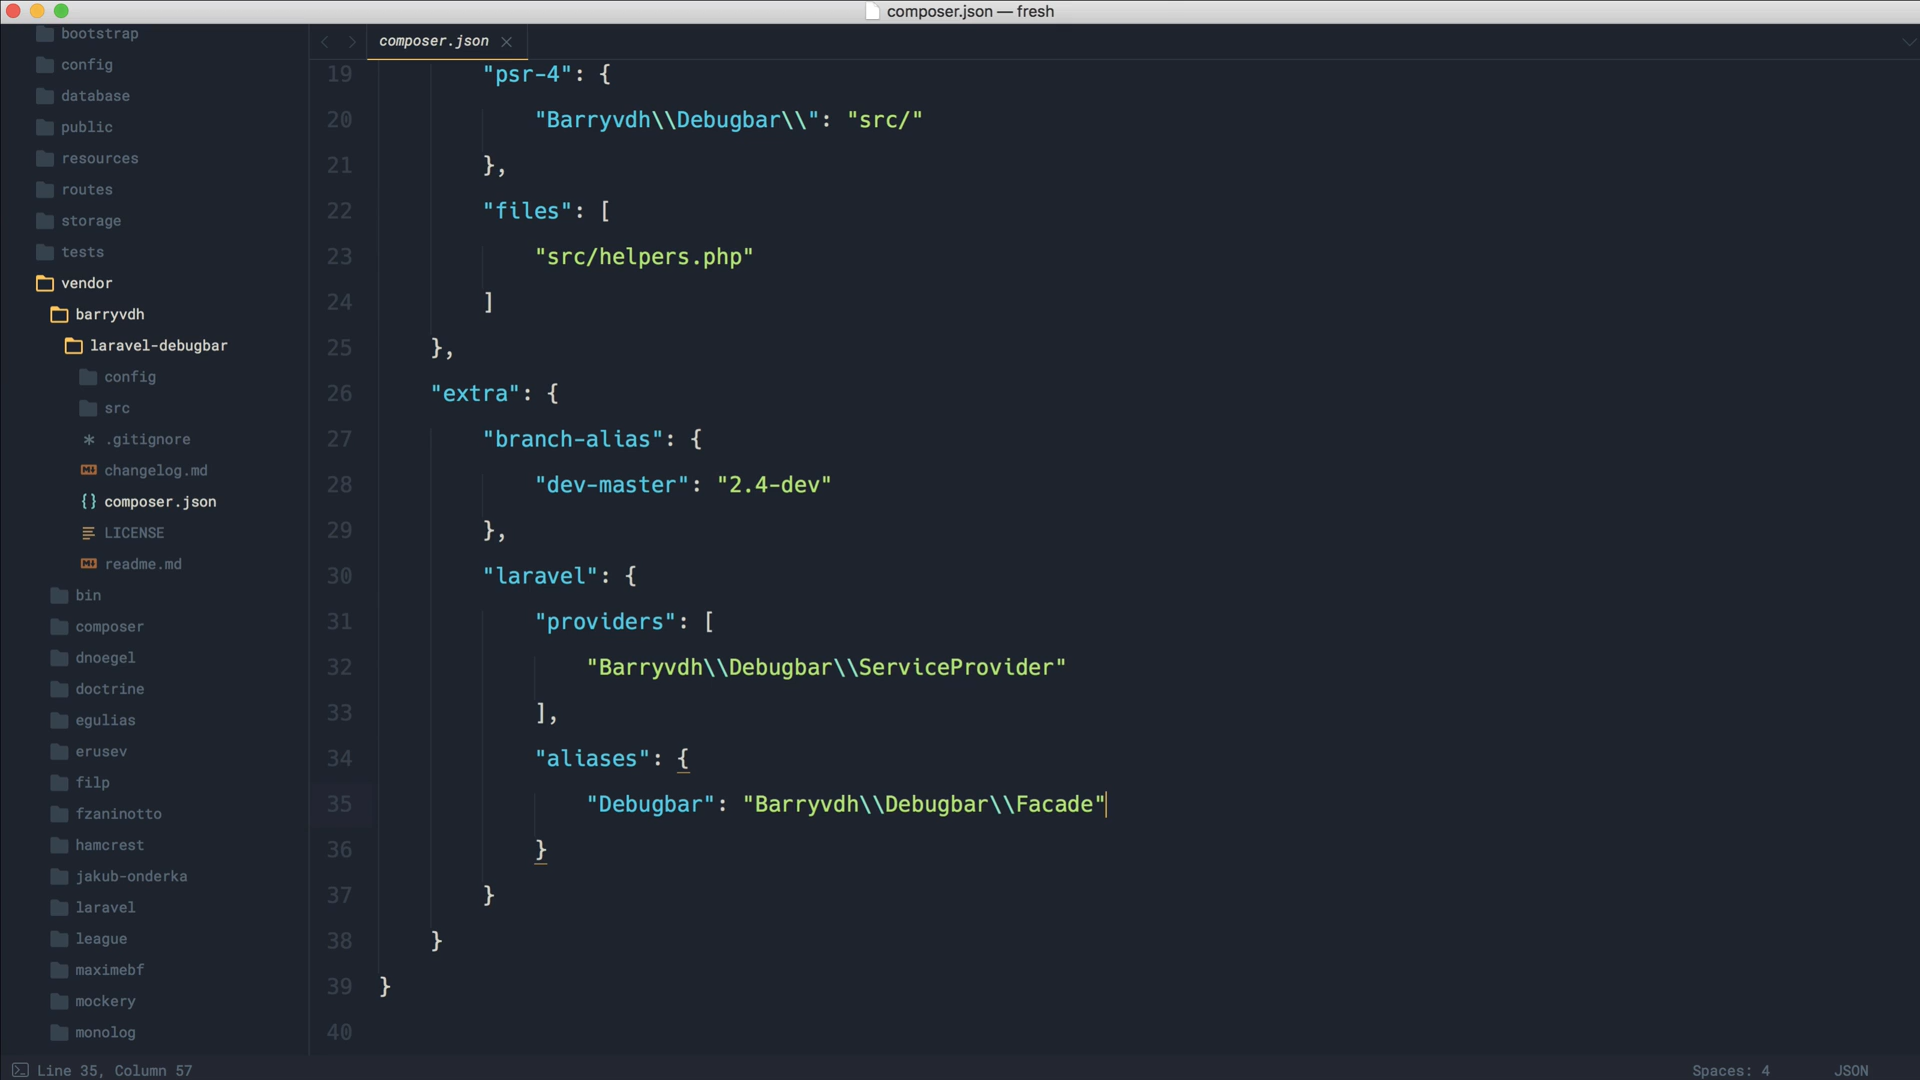 composer.json — fresh
bootstrap
config
database
public
resources
routes
storage
tests
vendor
barryvdh
laravel-debugbar
config
src
.gitignore
changelog.md
composer.json
LICENSE
readme.md
bin
composer
dnoegel
doctrine
egulias
erusev
filp
fzaninotto
hamcrest
jakub-onderka
laravel
league
maximebf
mockery
monolog
composer.json
19 "psr-4": {
20 "Barryvdh\\Debugbar\\": "src/"
21 },
22 "files": [
23 "src/helpers.php"
24 ]
25 },
26 "extra": {
27 "branch-alias": {
28 "dev-master": "2.4-dev"
29 },
30 "laravel": {
31 "providers": [
32 "Barryvdh\\Debugbar\\ServiceProvider"
33 ],
34 "aliases": {
35 "Debugbar": "Barryvdh\\Debugbar\\Facade"
36 }
37 }
38 }
39 }
40
Line 35, Column 57
Spaces: 4
JSON